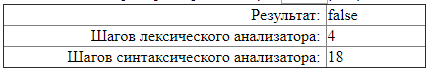 Результат: false
Шагов лексического анализатора: 4
Шагов синтаксического анализатора: 18